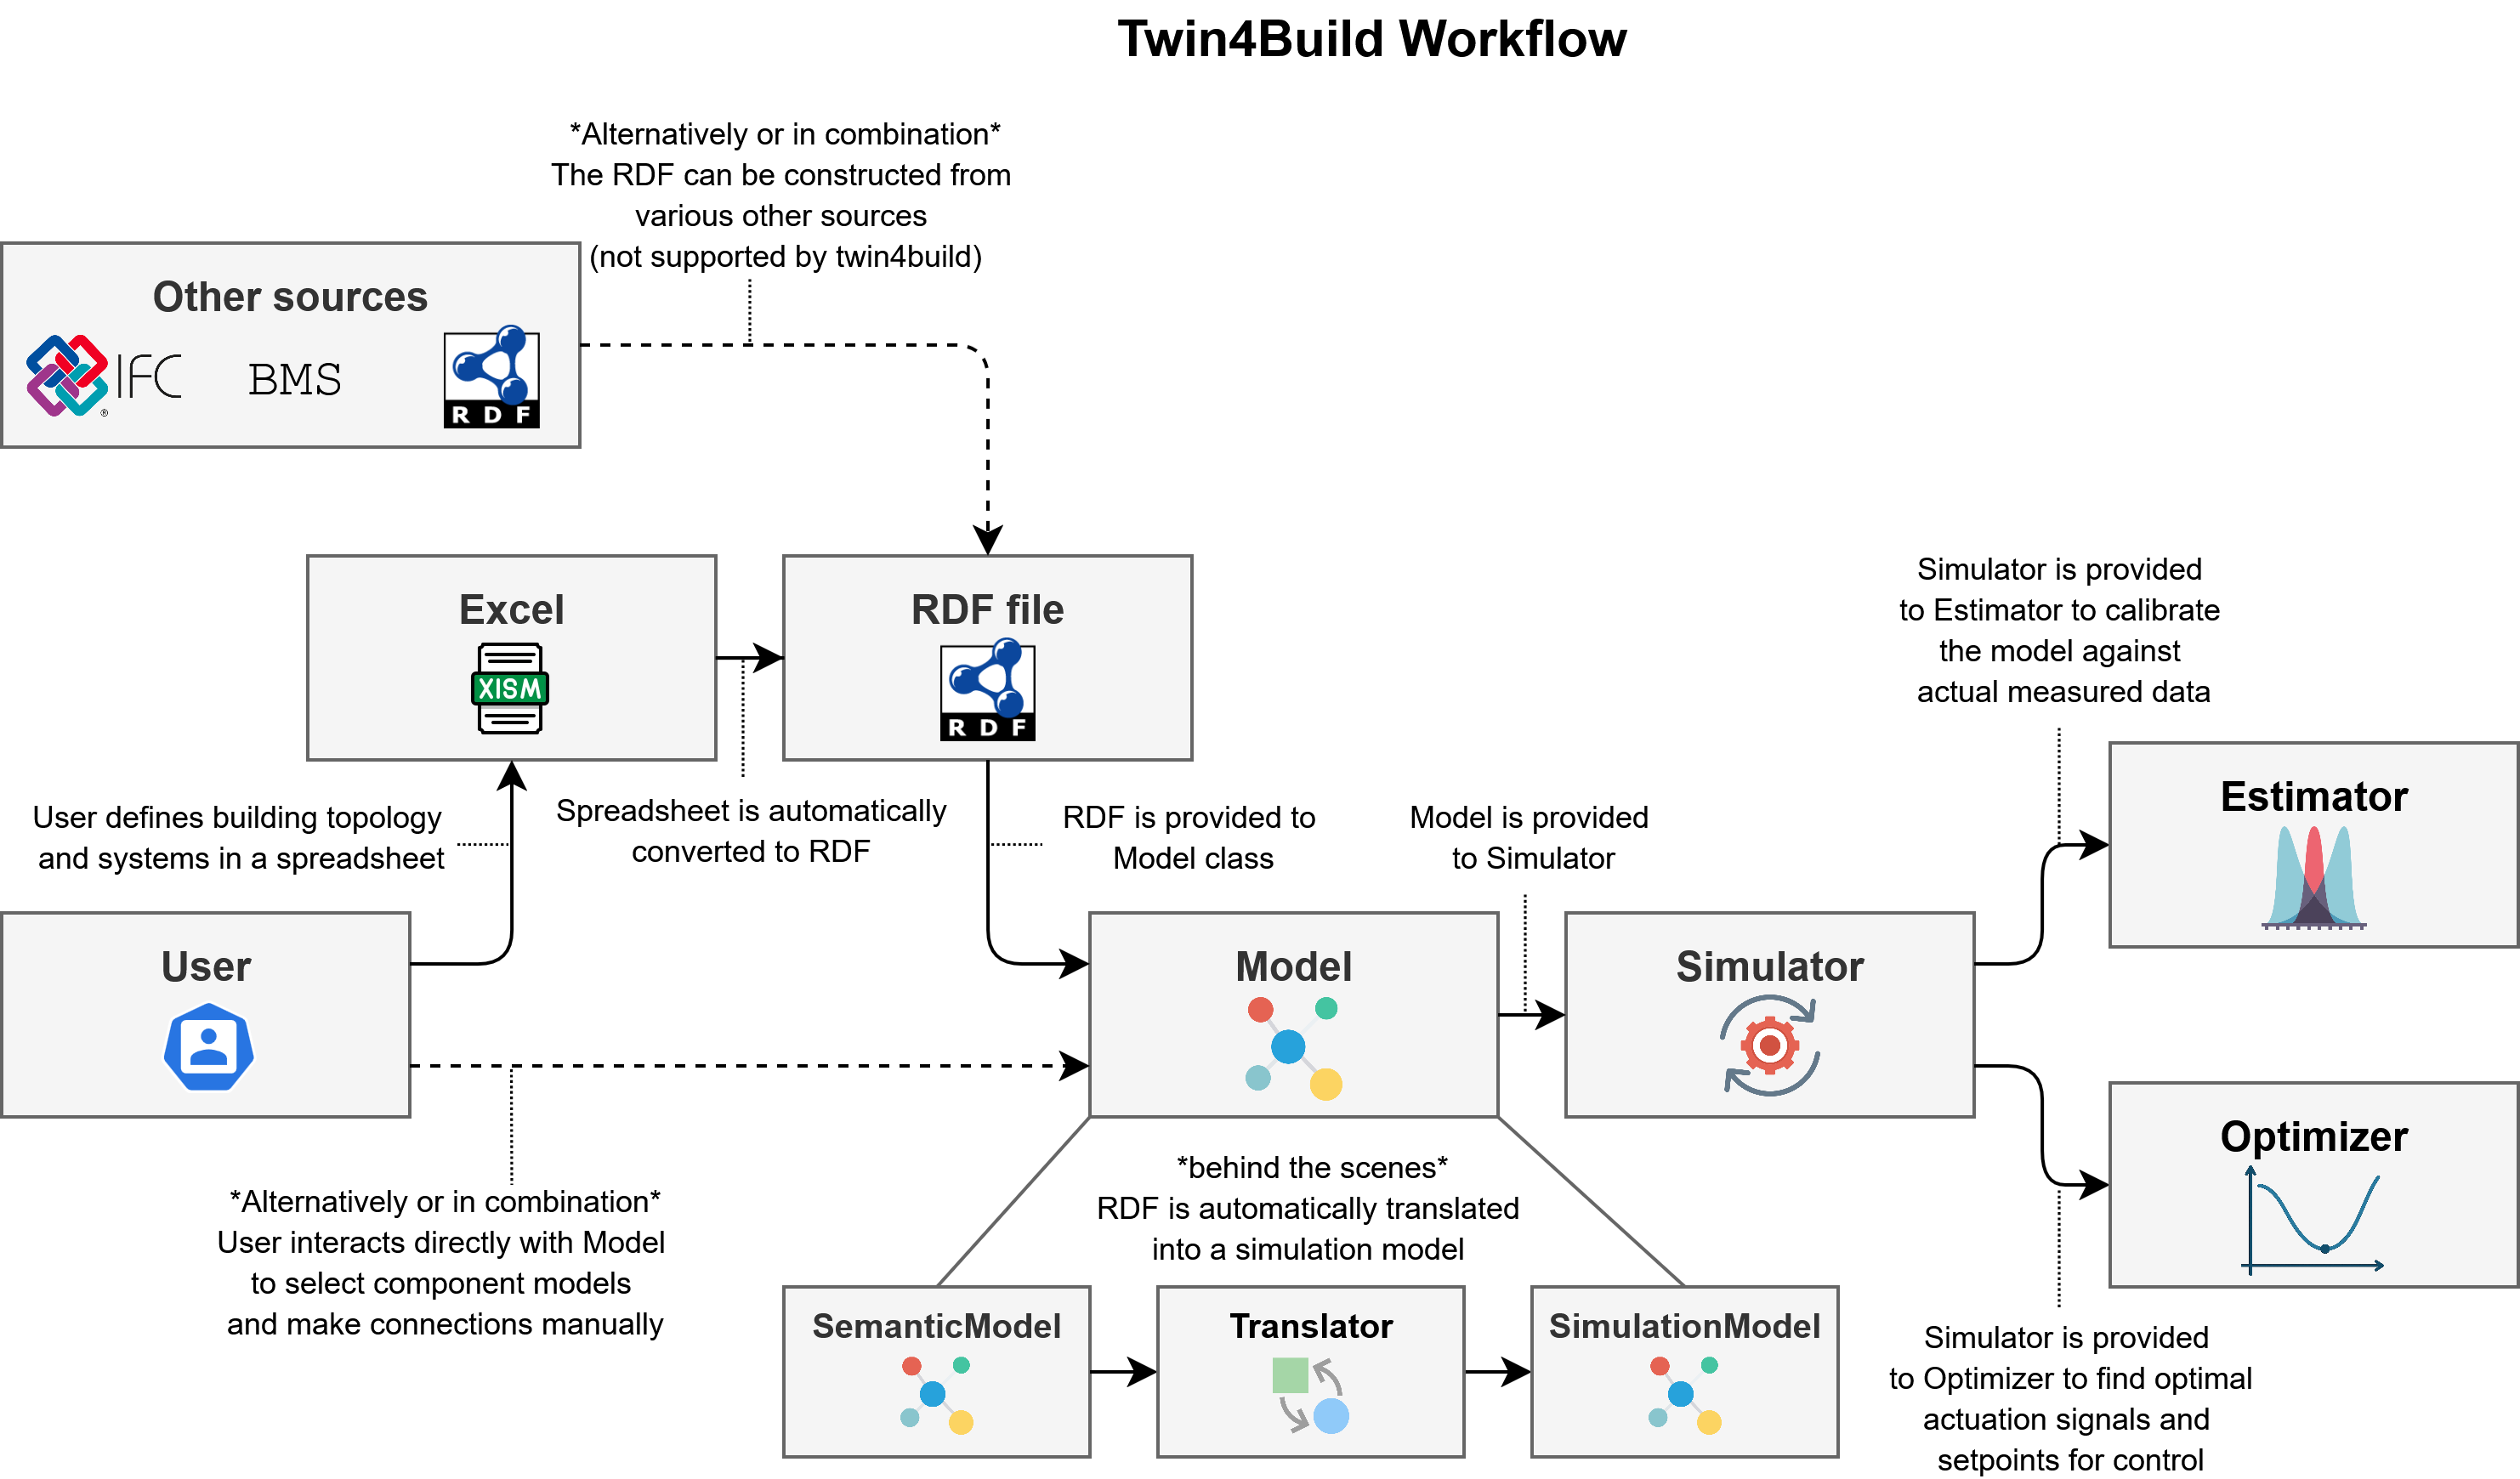 Twin4Build Workflow
*Alternatively or in combination*
The RDF can be constructed from
various other sources
(not supported by twin4build)
Other sources
IFC
®
BMS
RDF
Excel
XISM
RDF file
RDF
Simulator is provided
to Estimator to calibrate
the model against
actual measured data
User defines building topology
and systems in a spreadsheet
Spreadsheet is automatically
converted to RDF
RDF is provided to
Model class
Model is provided
to Simulator
Estimator
User
Model
Simulator
Optimizer
*Alternatively or in combination*
User interacts directly with Model
to select component models
and make connections manually
*behind the scenes*
RDF is automatically translated
into a simulation model
SemanticModel
Translator
SimulationModel
Simulator is provided
to Optimizer to find optimal
actuation signals and
setpoints for control